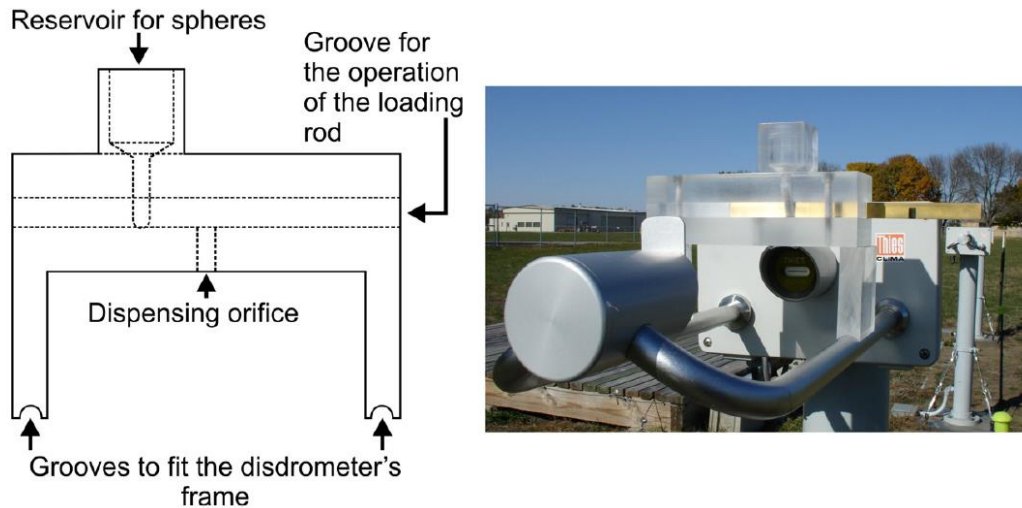 Reservoir for spheres
Groove for
the operation
of the loading
rod
Dispensing orifice
Grooves to fit the disdrometer's
frame
Thies
CLIMA